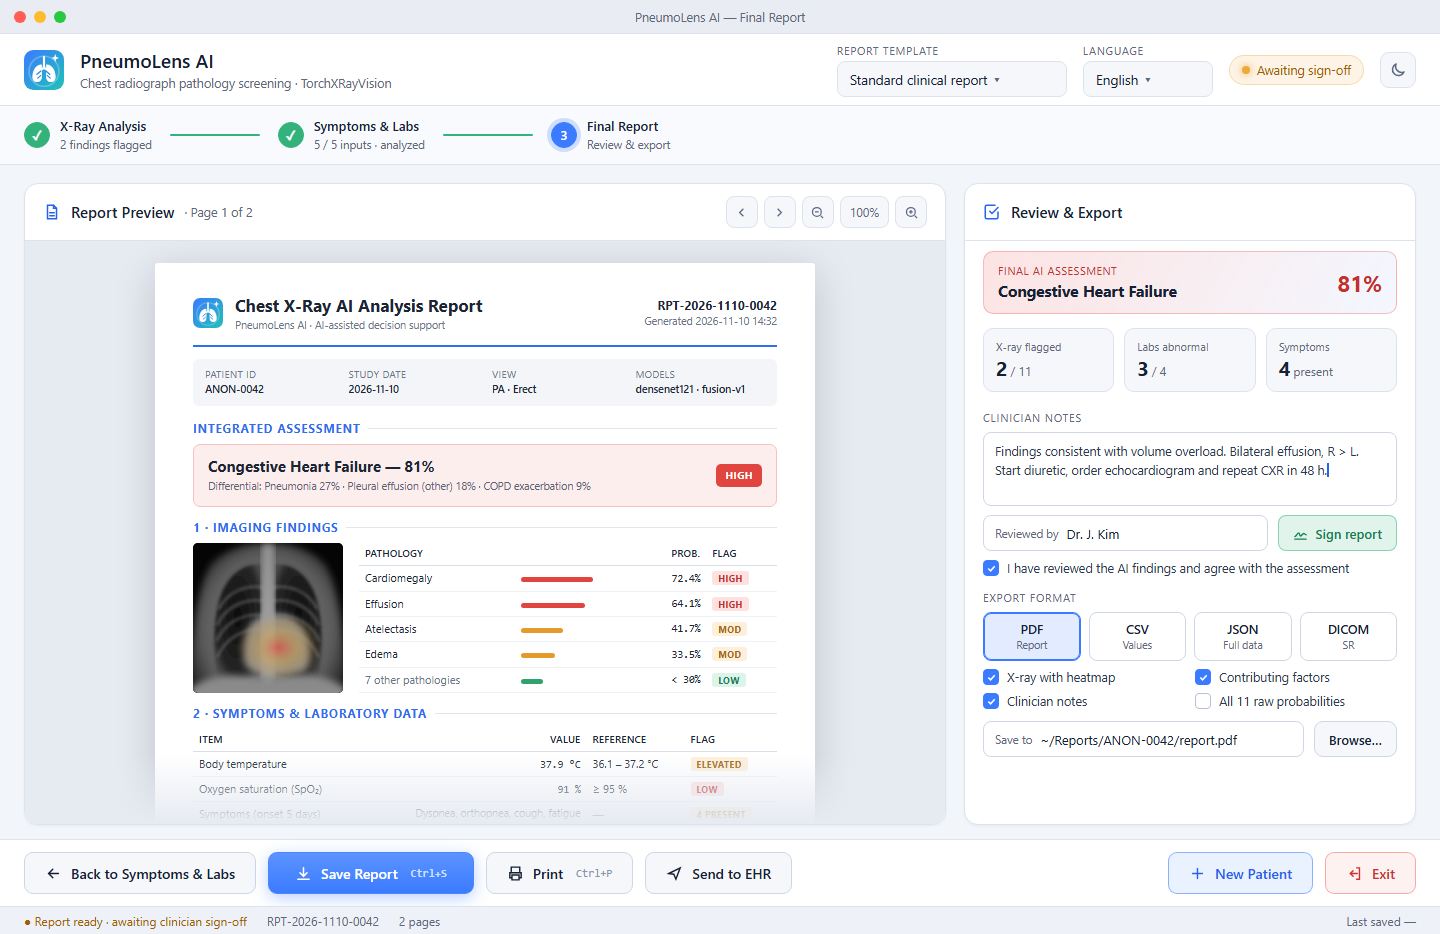 PneumoLens AI — Final Report
PneumoLens AI
Chest radiograph pathology screening · TorchXRayVision
REPORT TEMPLATE
Standard clinical report
LANGUAGE
English
Awaiting sign-off
X-Ray Analysis
2 findings flagged
Symptoms & Labs
5 / 5 inputs · analyzed
3
Final Report
Review & export
Report Preview · Page 1 of 2
100%
Chest X-Ray AI Analysis Report
PneumoLens AI · AI-assisted decision support
RPT-2026-1110-0042
Generated 2026-11-10 14:32
PATIENT ID
ANON-0042
STUDY DATE
2026-11-10
VIEW
PA · Erect
MODELS
densenet121 · fusion-v1
INTEGRATED ASSESSMENT
Congestive Heart Failure — 81%
Differential: Pneumonia 27% · Pleural effusion (other) 18% · COPD exacerbation 9%
HIGH
1 · IMAGING FINDINGS
PATHOLOGY PROB. FLAG
Cardiomegaly 72.4% HIGH
Effusion 64.1% HIGH
Atelectasis 41.7% MOD
Edema 33.5% MOD
7 other pathologies < 30% LOW
2 · SYMPTOMS & LABORATORY DATA
ITEM VALUE REFERENCE FLAG
Body temperature 37.9 °C 36.1 – 37.2 °C ELEVATED
Oxygen saturation (SpO₂) 91 % ≥ 95 % LOW
Symptoms (onset 5 days) Dyspnea, orthopnea, cough, fatigue — 4 PRESENT
Review & Export
FINAL AI ASSESSMENT
Congestive Heart Failure
81%
X-ray flagged
2 / 11
Labs abnormal
3 / 4
Symptoms
4 present
CLINICIAN NOTES
Findings consistent with volume overload. Bilateral effusion, R > L.
Start diuretic, order echocardiogram and repeat CXR in 48 h.
Reviewed by Dr. J. Kim
Sign report
I have reviewed the AI findings and agree with the assessment
EXPORT FORMAT
PDF
Report
CSV
Values
JSON
Full data
DICOM
SR
X-ray with heatmap
Contributing factors
Clinician notes
All 11 raw probabilities
Save to ~/Reports/ANON-0042/report.pdf
Browse...
Back to Symptoms & Labs
Save Report Ctrl+S
Print Ctrl+P
Send to EHR
New Patient
Exit
Report ready · awaiting clinician sign-off
RPT-2026-1110-0042
2 pages
Last saved —